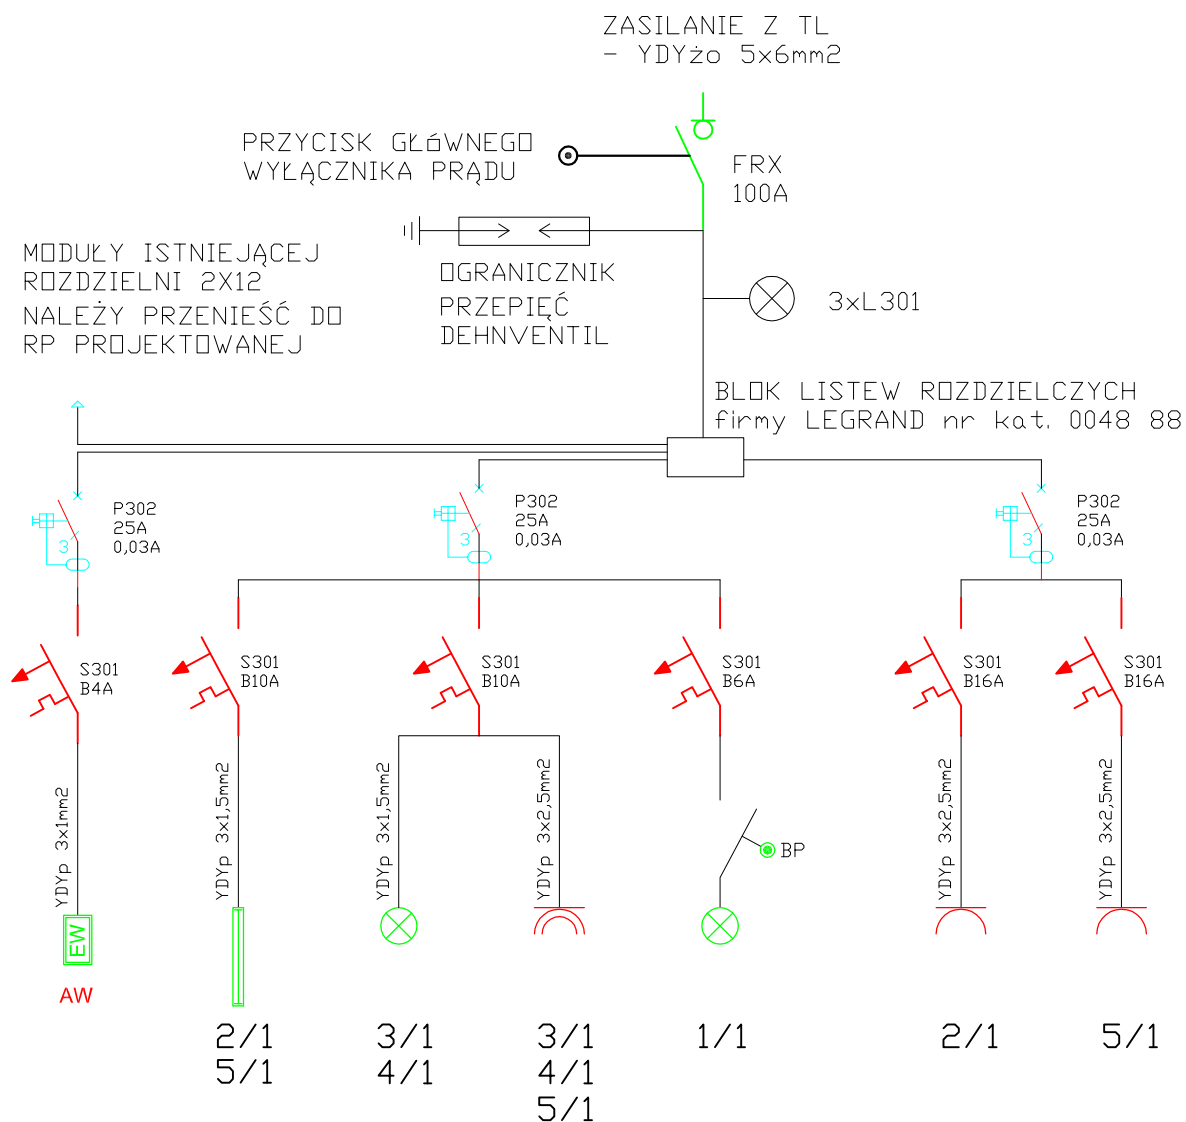 ZASILANIE Z TL
- YDYżo 5x6mm2
PRZYCISK GŁóWNEGO
WYŁĄCZNIKA PRĄDU
FRX
100A
MODUŁY ISTNIEJĄCEJ
ROZDZIELNI 2X12
NALEŻY PRZENIEŚĆ DO
RP PROJEKTOWANEJ
OGRANICZNIK
PRZEPIĘĆ
DEHNVENTIL
3xL301
BLOK LISTEW ROZDZIELCZYCH
firmy LEGRAND nr kat. 0048 88
P302
25A
0,03A
3
P302
25A
0,03A
3
P302
25A
0,03A
3
S301
B4A
S301
B10A
S301
B10A
S301
B6A
S301
B16A
S301
B16A
YDYp 3x1mm2
YDYp 3x1,5mm2
YDYp 3x1,5mm2
YDYp 3x2,5mm2
YDYp 3x2,5mm2
YDYp 3x2,5mm2
BP
EW
AW
2/1
5/1
3/1
4/1
3/1
4/1
5/1
1/1
2/1
5/1